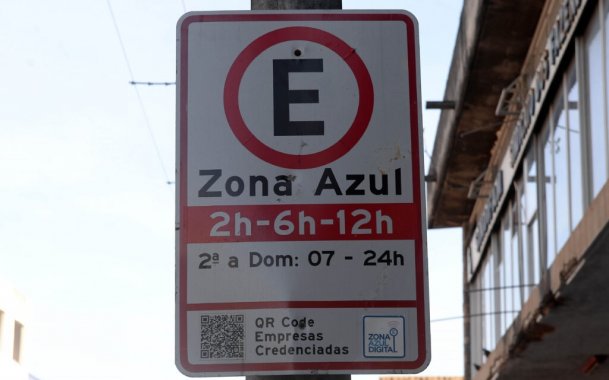 E
Zona Azul
2h-6h-12h
2ª a Dom: 07 - 24h
QR Code
Empresas
Credenciadas
ZONA
AZUL
DIGITAL